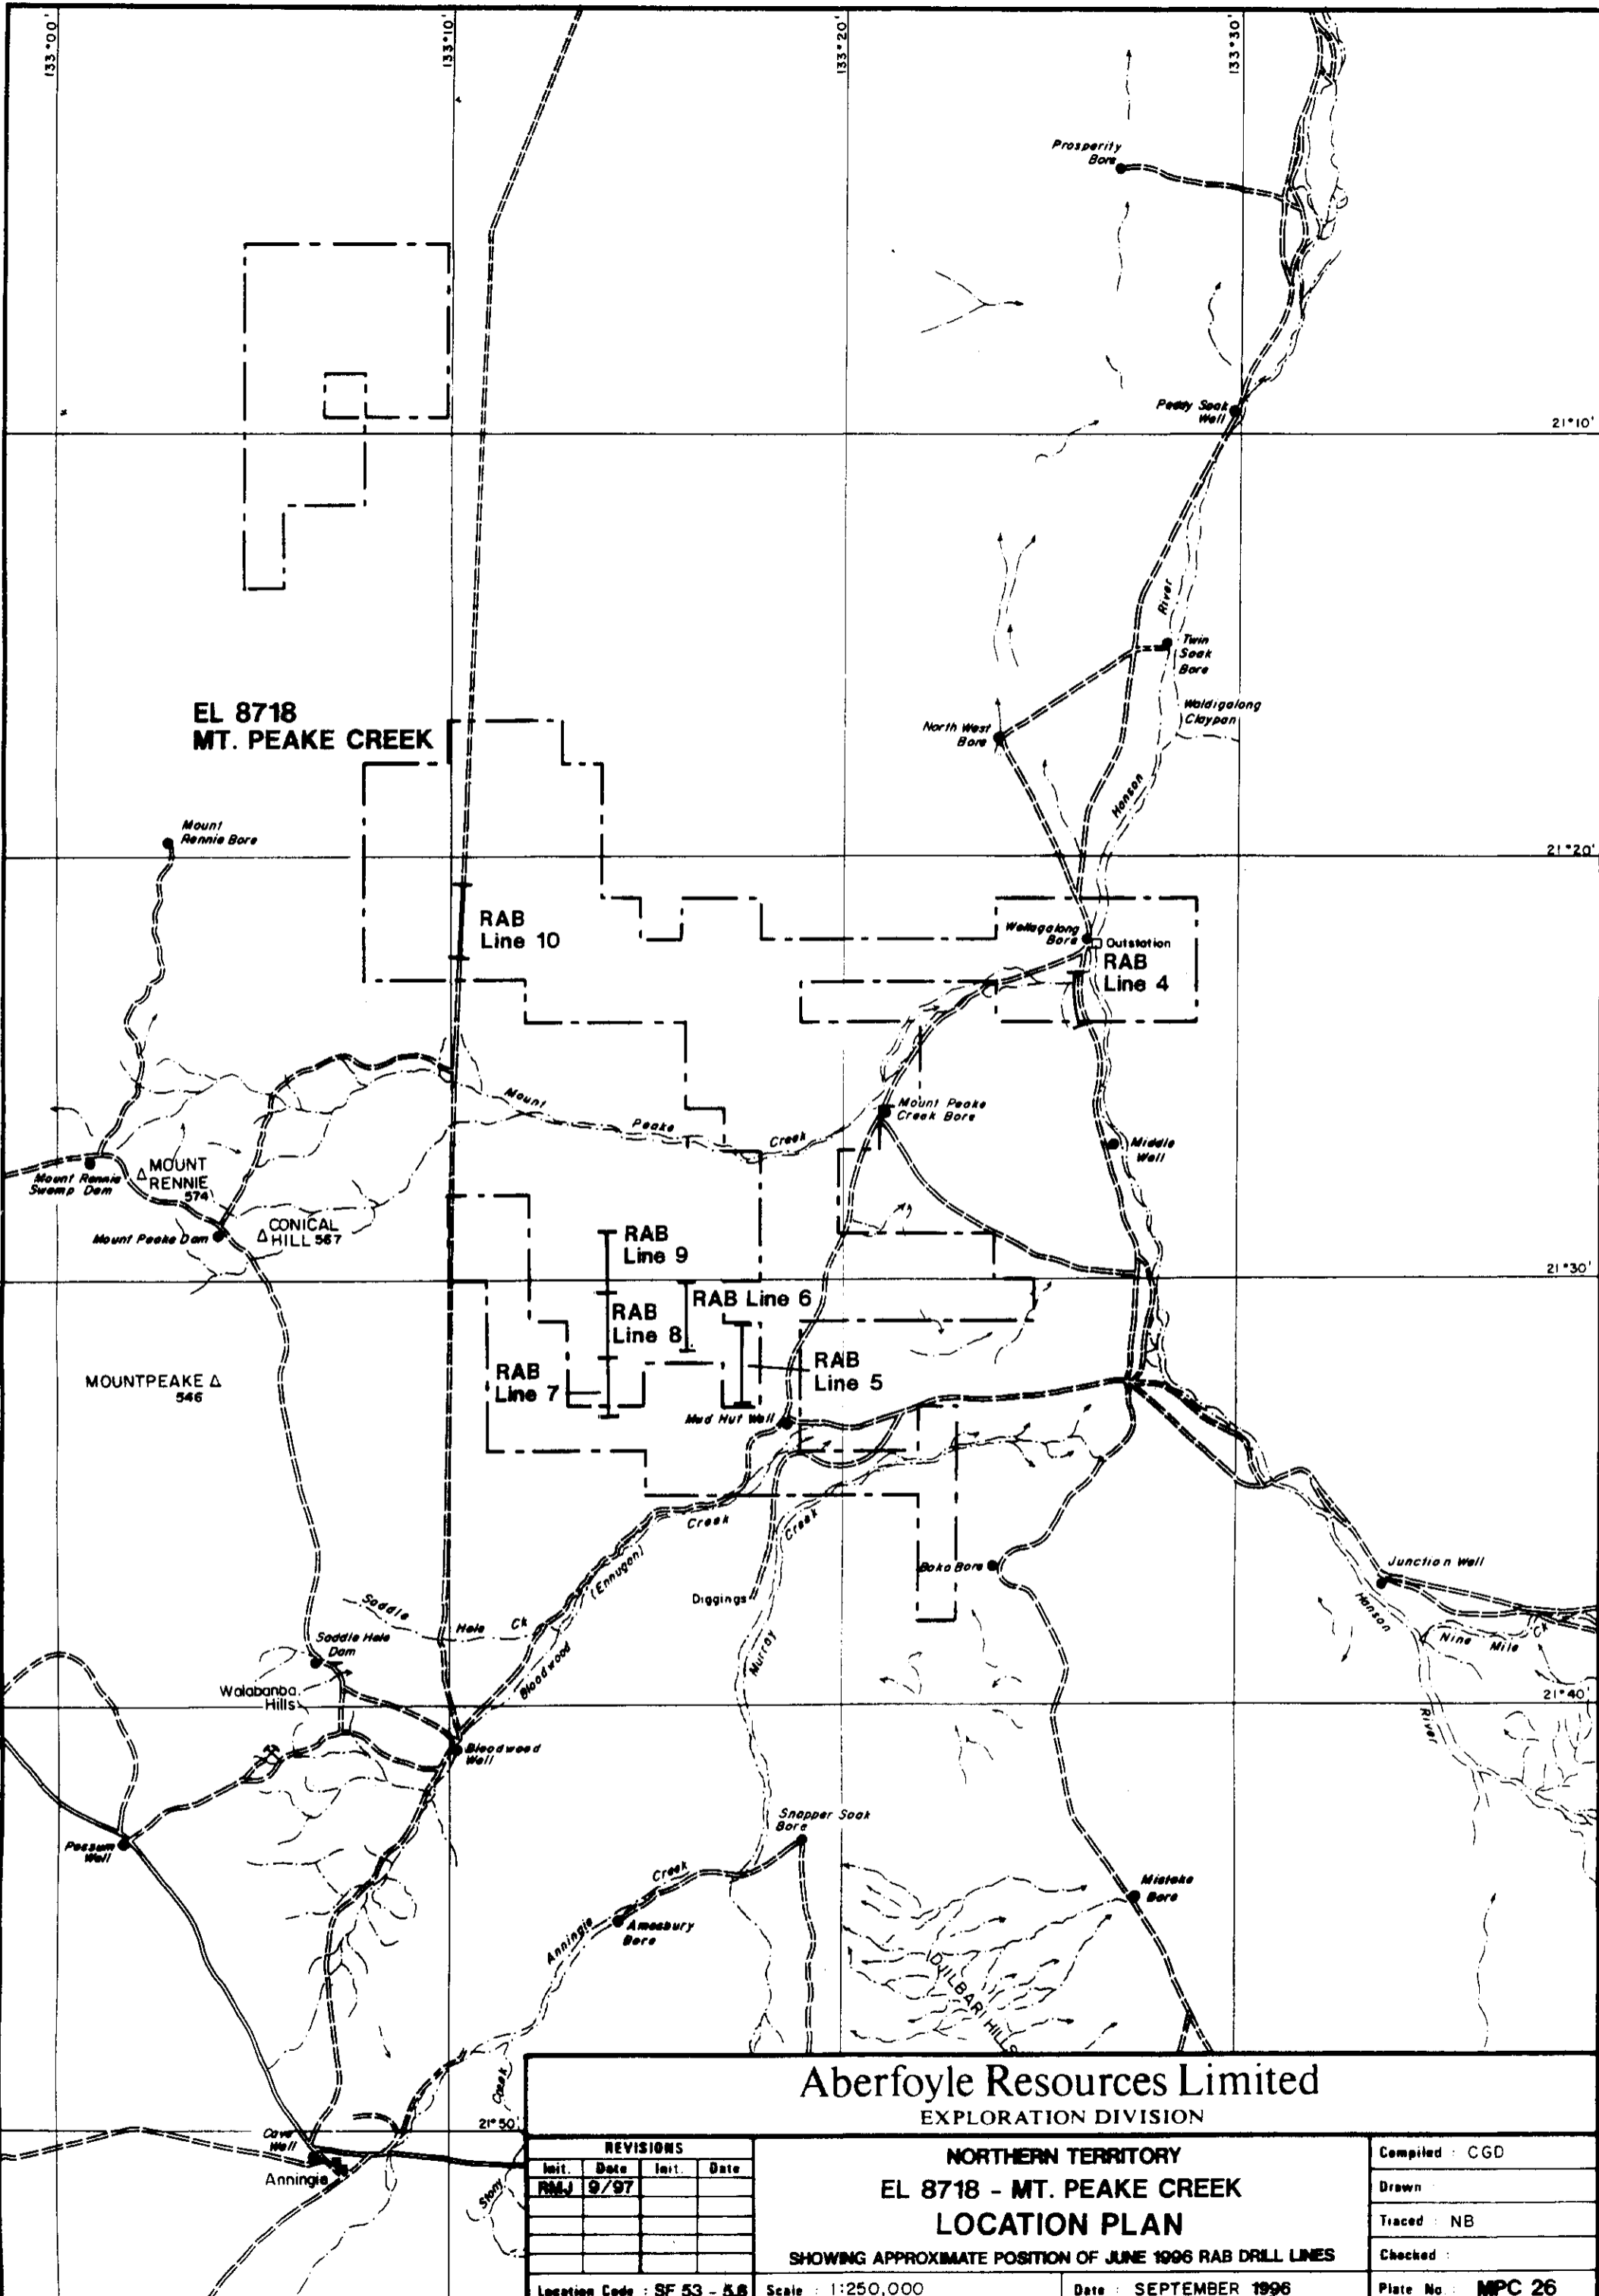 133°00'
133°10'
133°20'
133°30'
Prosperity
Bore
Peddy Soak
Well
21°10'
River
Twin
Soak
Bore
Waldigalong
Claypan
North West
Bore
Hanson
EL 8718
MT. PEAKE CREEK
Mount
Rennie Bore
21°20'
RAB
Line 10
Wollagalong
Bore
Outstation
RAB
Line 4
Mount
Peake
Creek
Mount Peake
Creek Bore
Middle
Well
Mount Rennie
Swamp Dam
MOUNT
RENNIE
574
Mount Peake Dam
CONICAL
HILL 567
RAB
Line 9
21°30'
RAB Line 6
RAB
Line 8
RAB
Line 7
RAB
Line 5
MOUNTPEAKE
546
Mud Hut Well
Creek
Creek
(Ennugan)
Boko Bore
Junction Well
Diggings
Saddle
Hole
Ck
Saddle Hole
Dam
Bloodwood
Murray
Hanson
Nine
Mile
Ck
Walabanba
Hills
21°40'
River
Bloodwood
Well
Possum
Well
Snapper Soak
Bore
Creek
Anningie
Amesbury
Bore
Mistake
Bore
DJILBARI HILLS
Creek
Stony
21°50'
Cave
Well
Anningie
Aberfoyle Resources Limited
EXPLORATION DIVISION
REVISIONS
Init. Date Init. Date
RMJ 9/97
NORTHERN TERRITORY
EL 8718 - MT. PEAKE CREEK
LOCATION PLAN
SHOWING APPROXIMATE POSITION OF JUNE 1996 RAB DRILL LINES
Compiled : CGD
Drawn
Traced : NB
Checked :
Location Code : SF 53 - 5,6
Scale : 1:250,000
Date : SEPTEMBER 1996
Plate No. : MPC 26